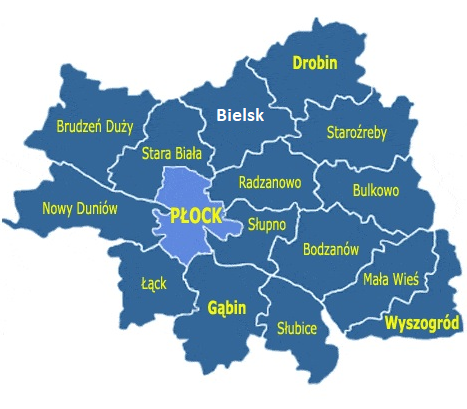 Drobin
Bielsk
Brudzeń Duży
Staroźreby
Stara Biała
Radzanowo
Bulkowo
Nowy Duniów
PŁOCK
Słupno
Bodzanów
Łąck
Mała Wieś
Gąbin
Słubice
Wyszogród